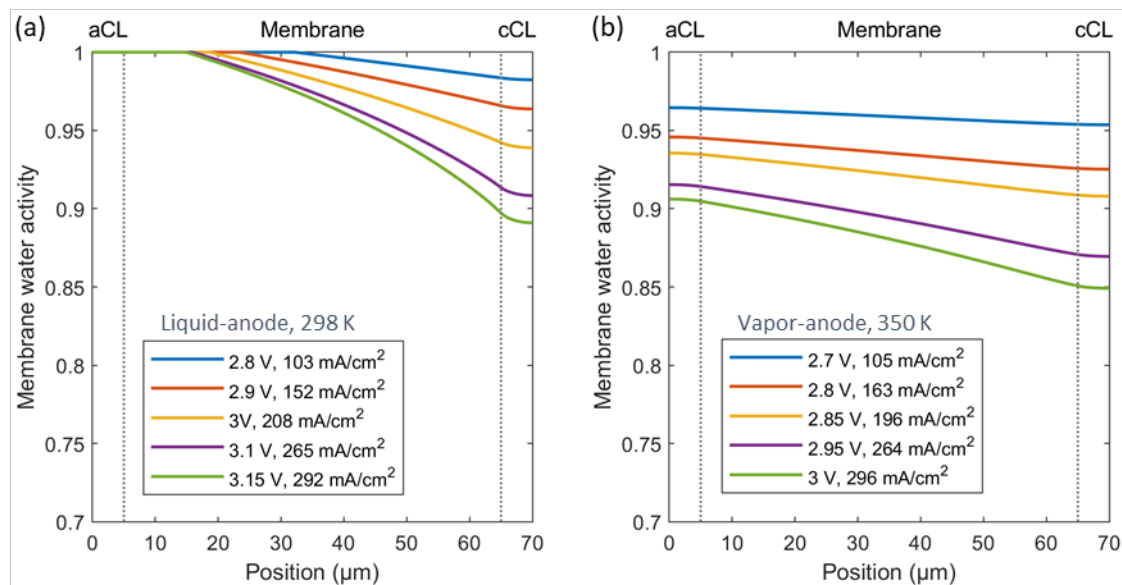 (a)
aCL Membrane cCL
1
0.95
0.9
0.85
0.8
0.75
0.7
Membrane water activity
Liquid-anode, 298 K
2.8 V, 103 mA/cm²
2.9 V, 152 mA/cm²
3V, 208 mA/cm²
3.1 V, 265 mA/cm²
3.15 V, 292 mA/cm²
0 10 20 30 40 50 60 70
Position (μm)
(b)
aCL Membrane cCL
1
0.95
0.9
0.85
0.8
0.75
0.7
Membrane water activity
Vapor-anode, 350 K
2.7 V, 105 mA/cm²
2.8 V, 163 mA/cm²
2.85 V, 196 mA/cm²
2.95 V, 264 mA/cm²
3 V, 296 mA/cm²
0 10 20 30 40 50 60 70
Position (μm)